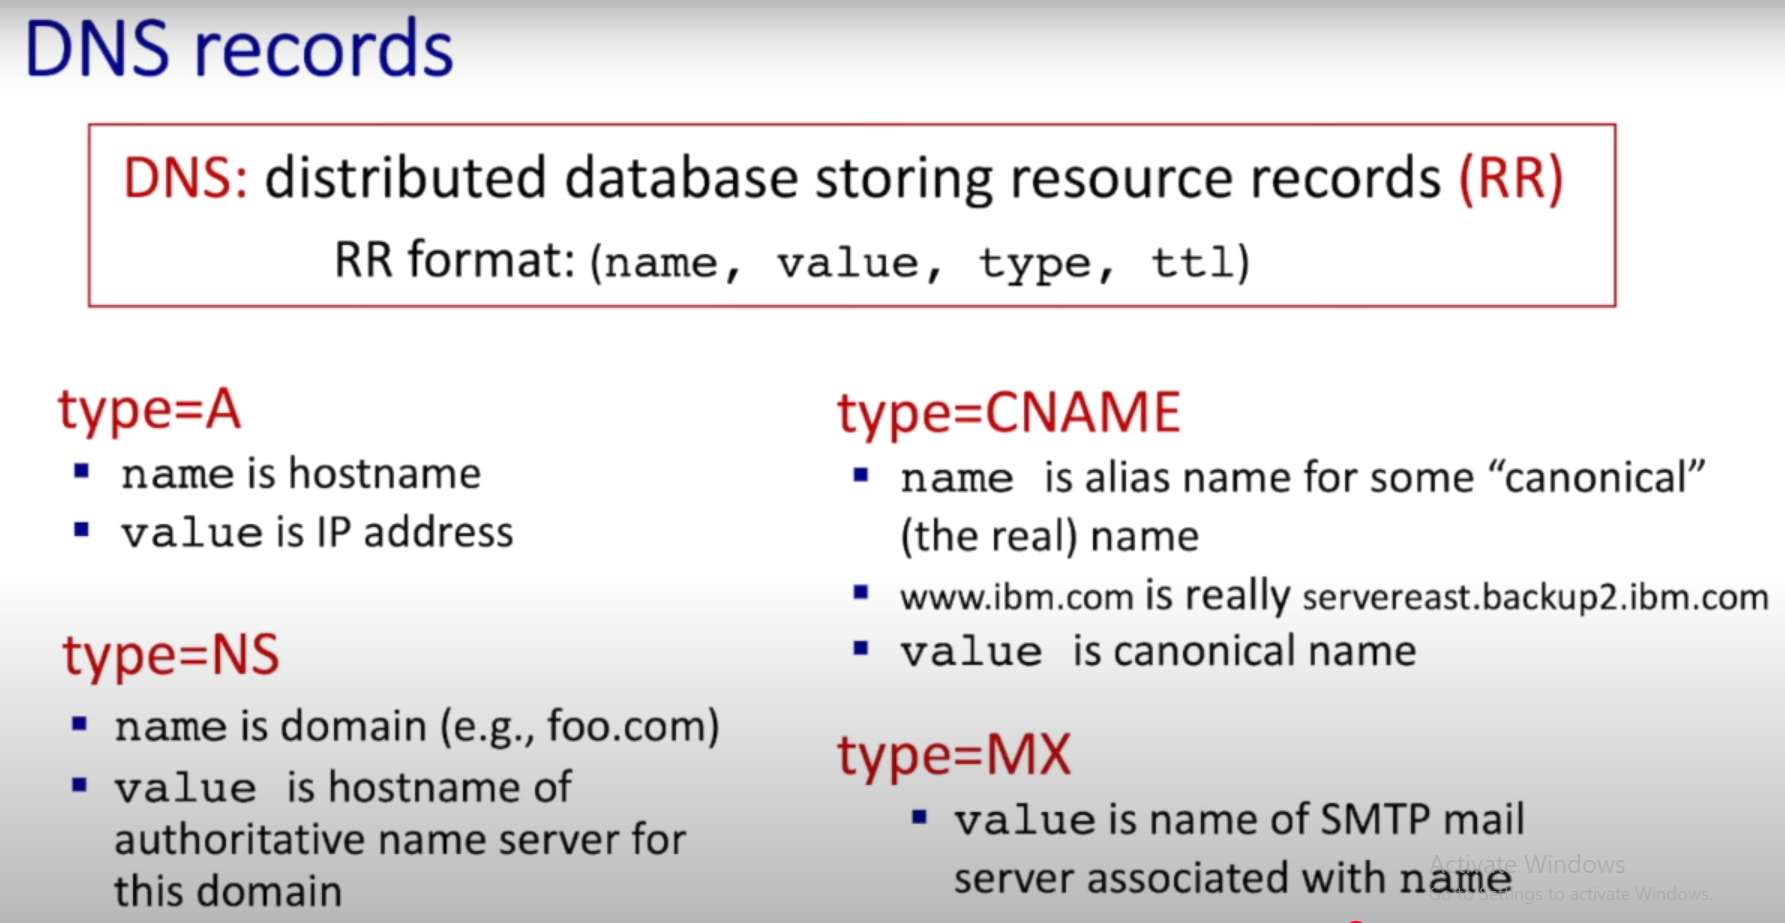 DNS records
DNS: distributed database storing resource records (RR)
RR format: (name, value, type, ttl)
type=A
▪ name is hostname
▪ value is IP address
type=NS
▪ name is domain (e.g., foo.com)
▪ value is hostname of
authoritative name server for
this domain
type=CNAME
▪ name is alias name for some “canonical”
(the real) name
▪ www.ibm.com is really servereast.backup2.ibm.com
▪ value is canonical name
type=MX
▪ value is name of SMTP mail
server associated with name
Activate Windows
Go to Settings to activate Windows.